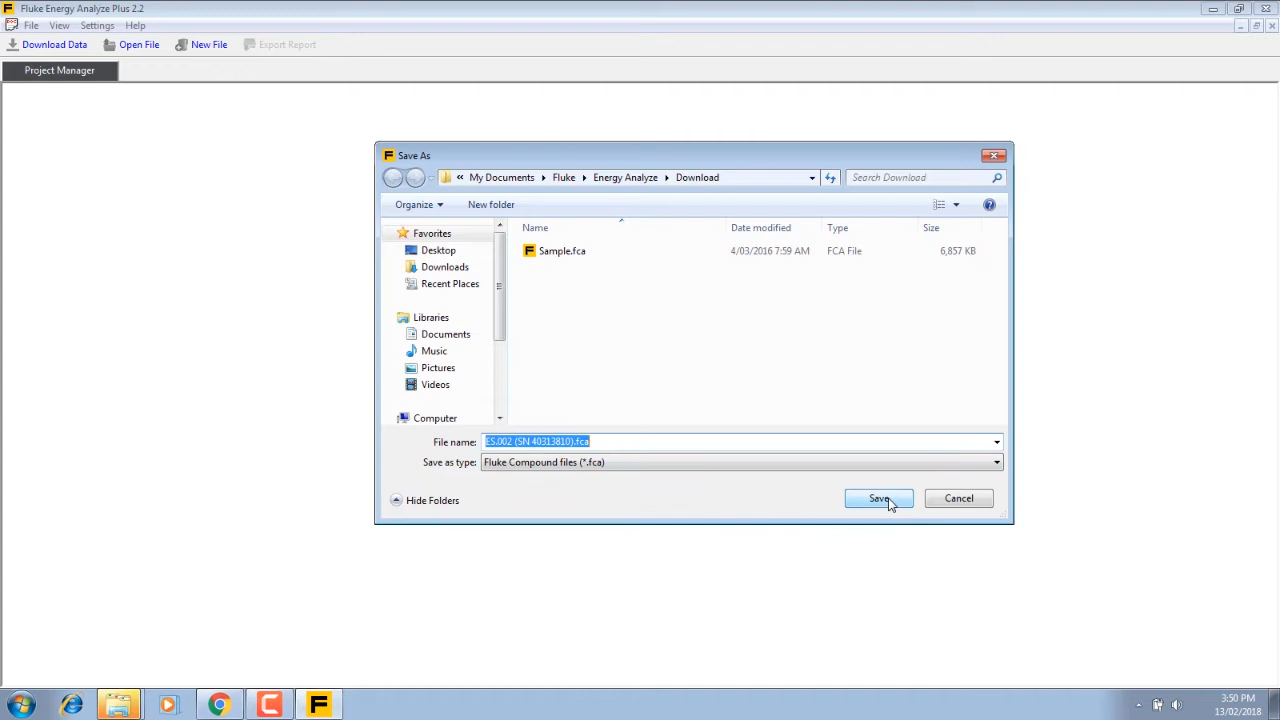 Fluke Energy Analyze Plus 2.2
File View Settings Help
Download Data Open File New File Export Report
Project Manager
Save As
« My Documents Fluke Energy Analyze Download Search Download
Organize New folder
Name Date modified Type Size
Favorites
Sample.fca 4/03/2016 7:59 AM FCA File 6,857 KB
Desktop
Downloads
Recent Places
Libraries
Documents
Music
Pictures
Videos
Computer
File name: ES.002 (SN 40313810).fca
Save as type: Fluke Compound files (*.fca)
Hide Folders Save Cancel
3:50 PM
13/02/2018